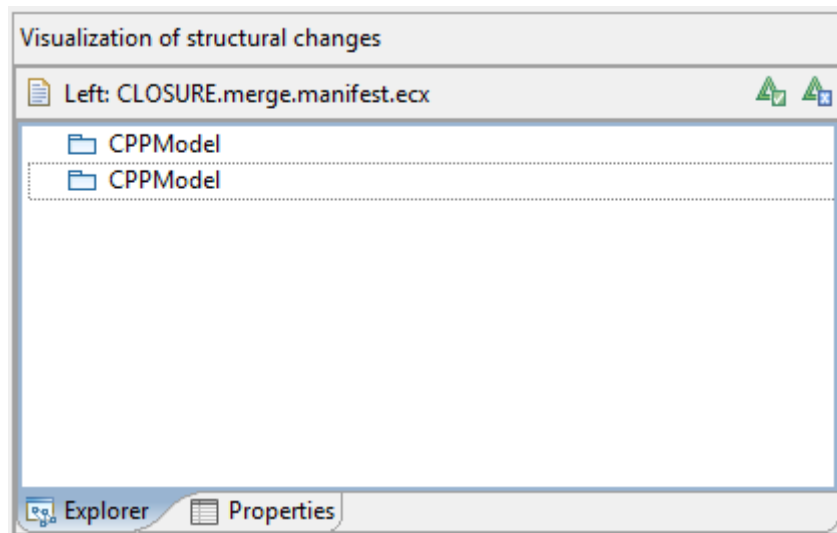 Visualization of structural changes
Left: CLOSURE.merge.manifest.ecx
CPPModel
CPPModel
Explorer Properties